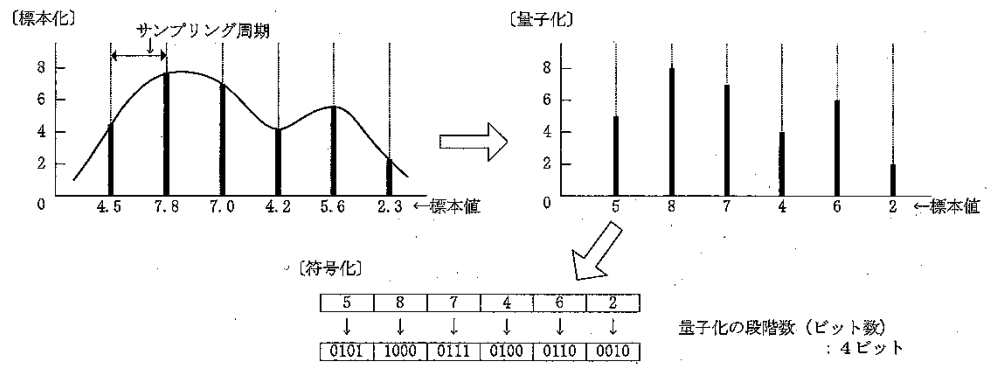 〔標本化〕
サンプリング周期
8
6
4
2
0
4.5 7.8 7.0 4.2 5.6 2.3 ←標本値
〔量子化〕
8
6
4
2
0
5 8 7 4 6 2 ←標本値
〔符号化〕
5 8 7 4 6 2
↓ ↓ ↓ ↓ ↓ ↓
0101 1000 0111 0100 0110 0010
量子化の段階数（ビット数）
：4ビット